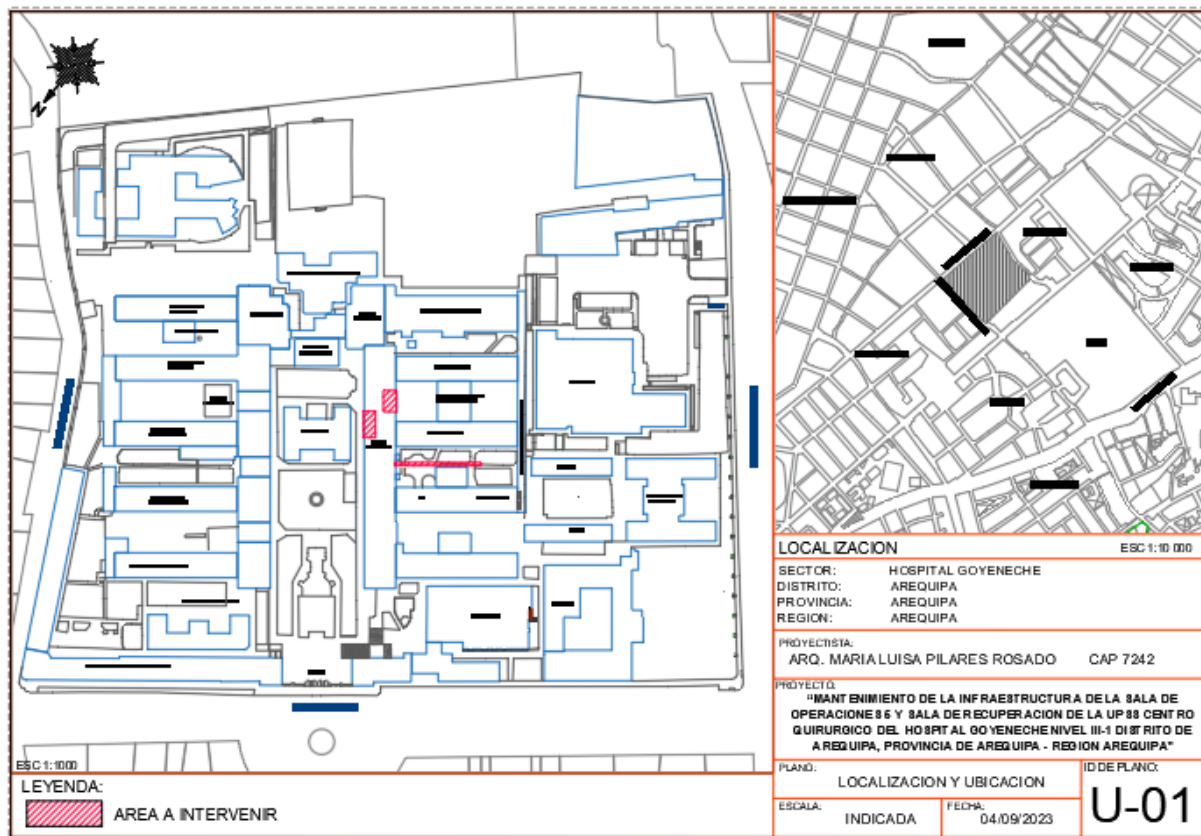 N
ESC 1:1000
LEYENDA:
AREA A INTERVENIR
LOCALIZACION ESC 1:10 000
SECTOR: HOSPITAL GOYENECHE
DISTRITO: AREQUIPA
PROVINCIA: AREQUIPA
REGION: AREQUIPA
PROYECTISTA:
ARQ. MARIA LUISA PILARES ROSADO CAP 7242
PROYECTO:
"MANTENIMIENTO DE LA INFRAESTRUCTURA DE LA SALA DE
OPERACIONES 6 Y SALA DE RECUPERACION DE LA UPSS CENTRO
QUIRURGICO DEL HOSPITAL GOYENECHE NIVEL III-1 DISTRITO DE
AREQUIPA, PROVINCIA DE AREQUIPA - REGION AREQUIPA"
PLANO:
LOCALIZACION Y UBICACION
ID DE PLANO:
U-01
ESCALA:
INDICADA
FECHA:
04/09/2023